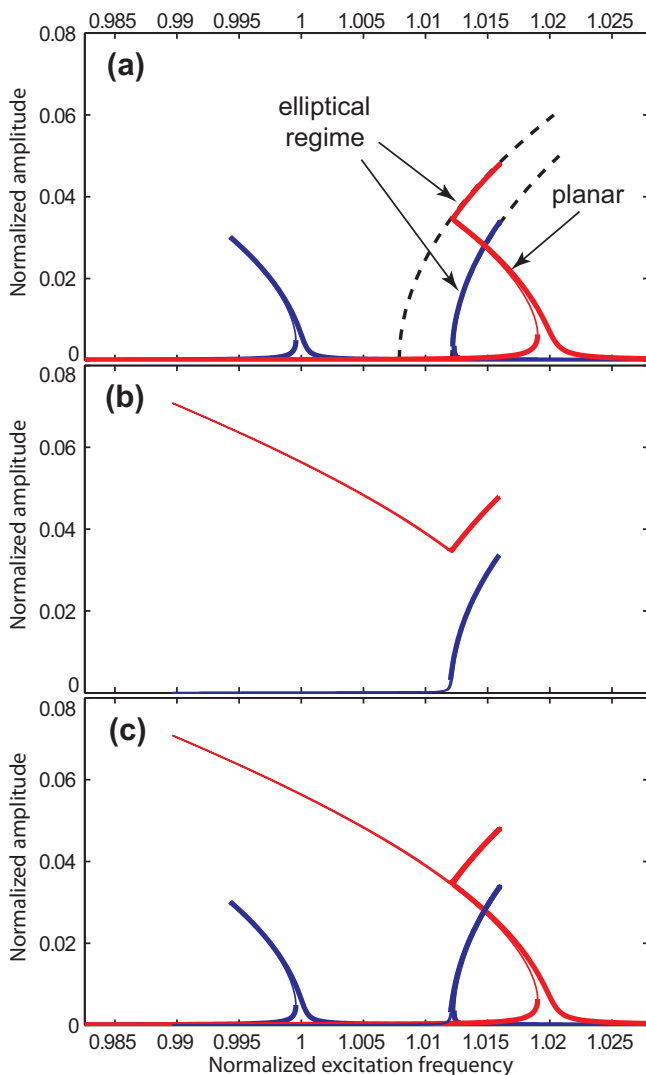 0.985 0.99 0.995 1 1.005 1.01 1.015 1.02 1.025
0.08
(a)
elliptical
regime
planar
0.06
0.04
0.02
0
Normalized amplitude
0.08
(b)
0.06
0.04
0.02
0
Normalized amplitude
0.08
(c)
0.06
0.04
0.02
0
Normalized amplitude
0.985 0.99 0.995 1 1.005 1.01 1.015 1.02 1.025
Normalized excitation frequency